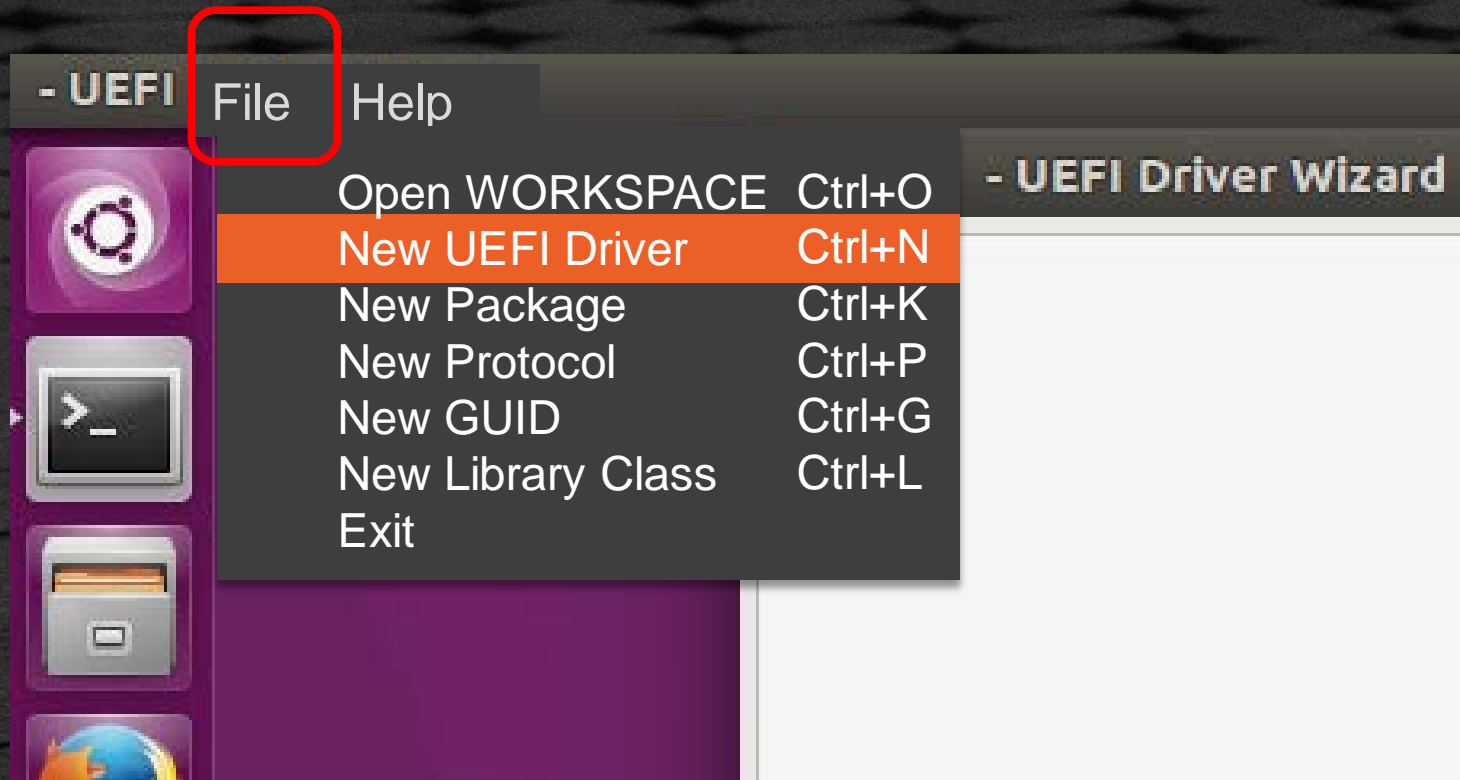 - UEFI File Help
Open WORKSPACE Ctrl+O
- UEFI Driver Wizard
New UEFI Driver Ctrl+N
New Package Ctrl+K
New Protocol Ctrl+P
New GUID Ctrl+G
New Library Class Ctrl+L
Exit
>_